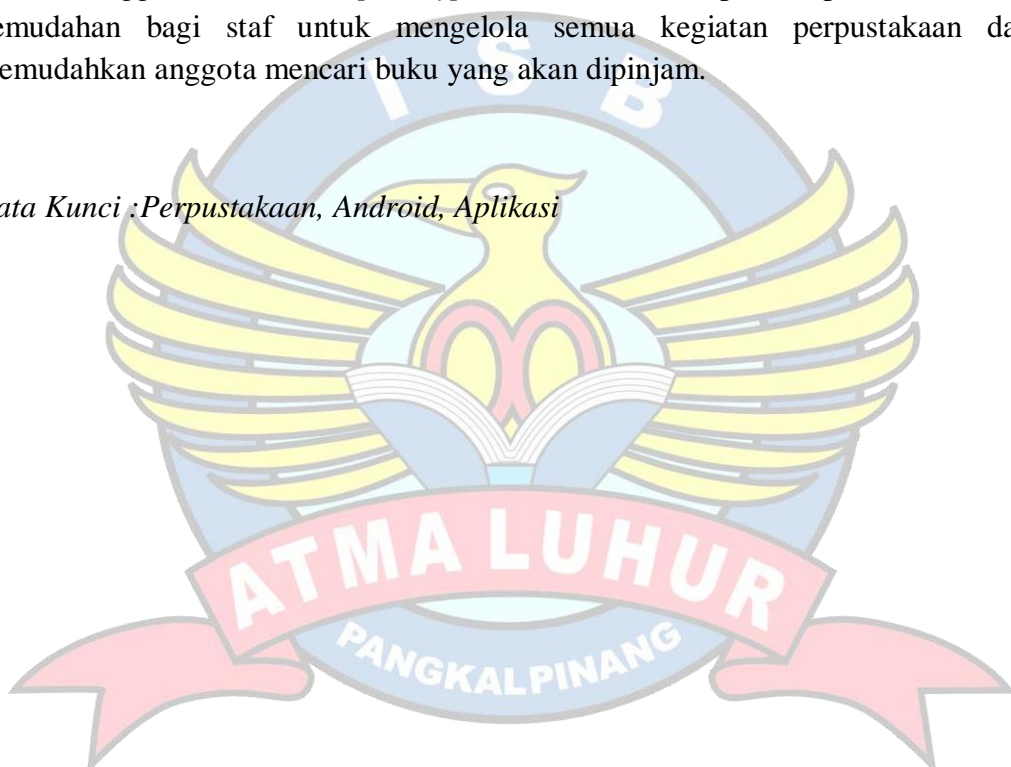 emudahan bagi staf untuk mengelola semua kegiatan perpustakaan da
emudahkan anggota mencari buku yang akan dipinjam.
I S B
ata Kunci :Perpustakaan, Android, Aplikasi
ATMA LUHUR
PANGKALPINANG